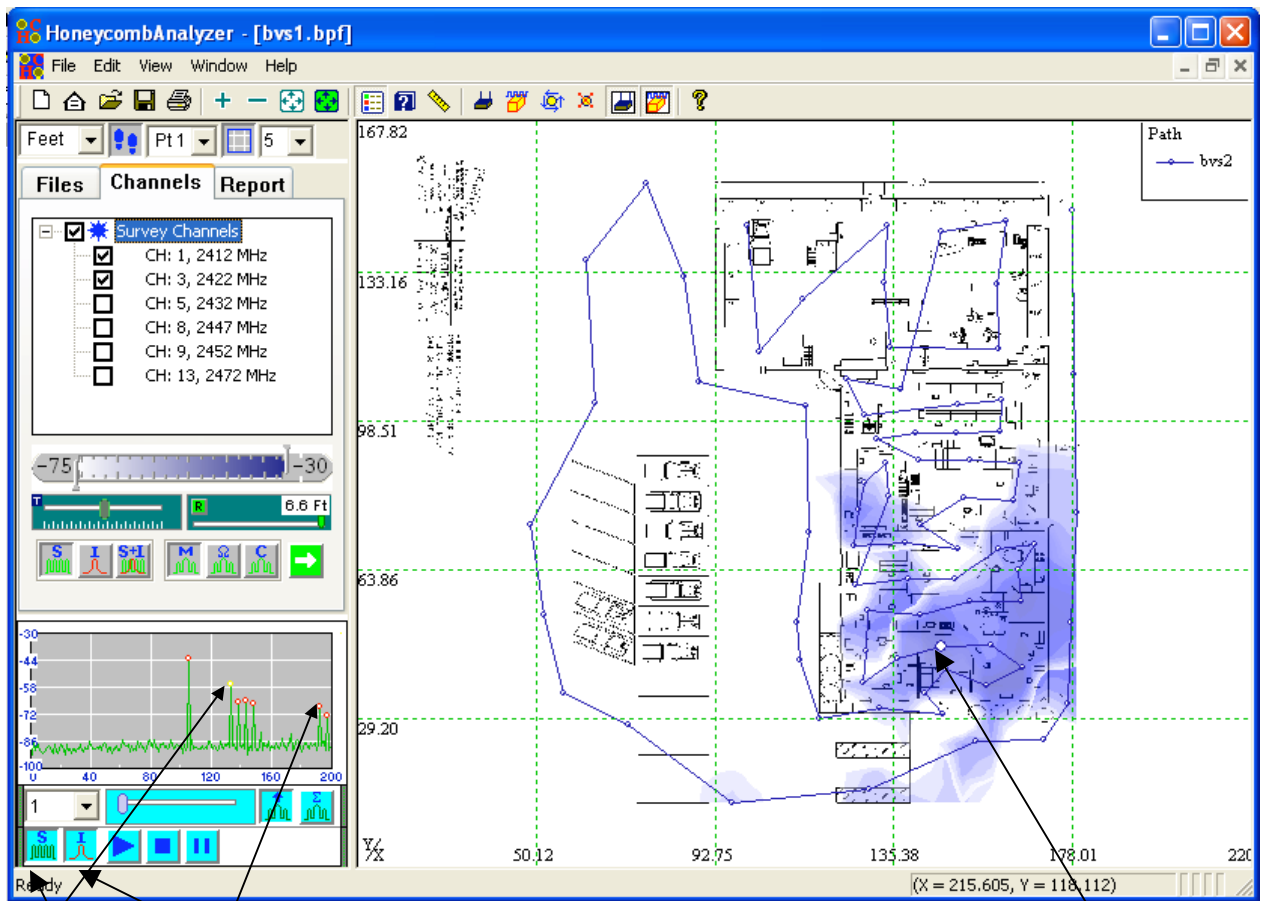 HoneycombAnalyzer - [bvs1.bpf]
File Edit View Window Help
Feet Pt 1 5
Files Channels Report
Survey Channels
CH: 1, 2412 MHz
CH: 3, 2422 MHz
CH: 5, 2432 MHz
CH: 8, 2447 MHz
CH: 9, 2452 MHz
CH: 13, 2472 MHz
-75 -30
T R 6.6 Ft
S I S+I M Ω C
-30
-44
-58
-72
-86
-100
0 40 80 120 160 200
1 Σ
S I
167.82
133.16
98.51
63.86
29.20
Y/X 50.12 92.75 135.38 178.01 220
Path
bvs2
Ready (X = 215.605, Y = 118.112)